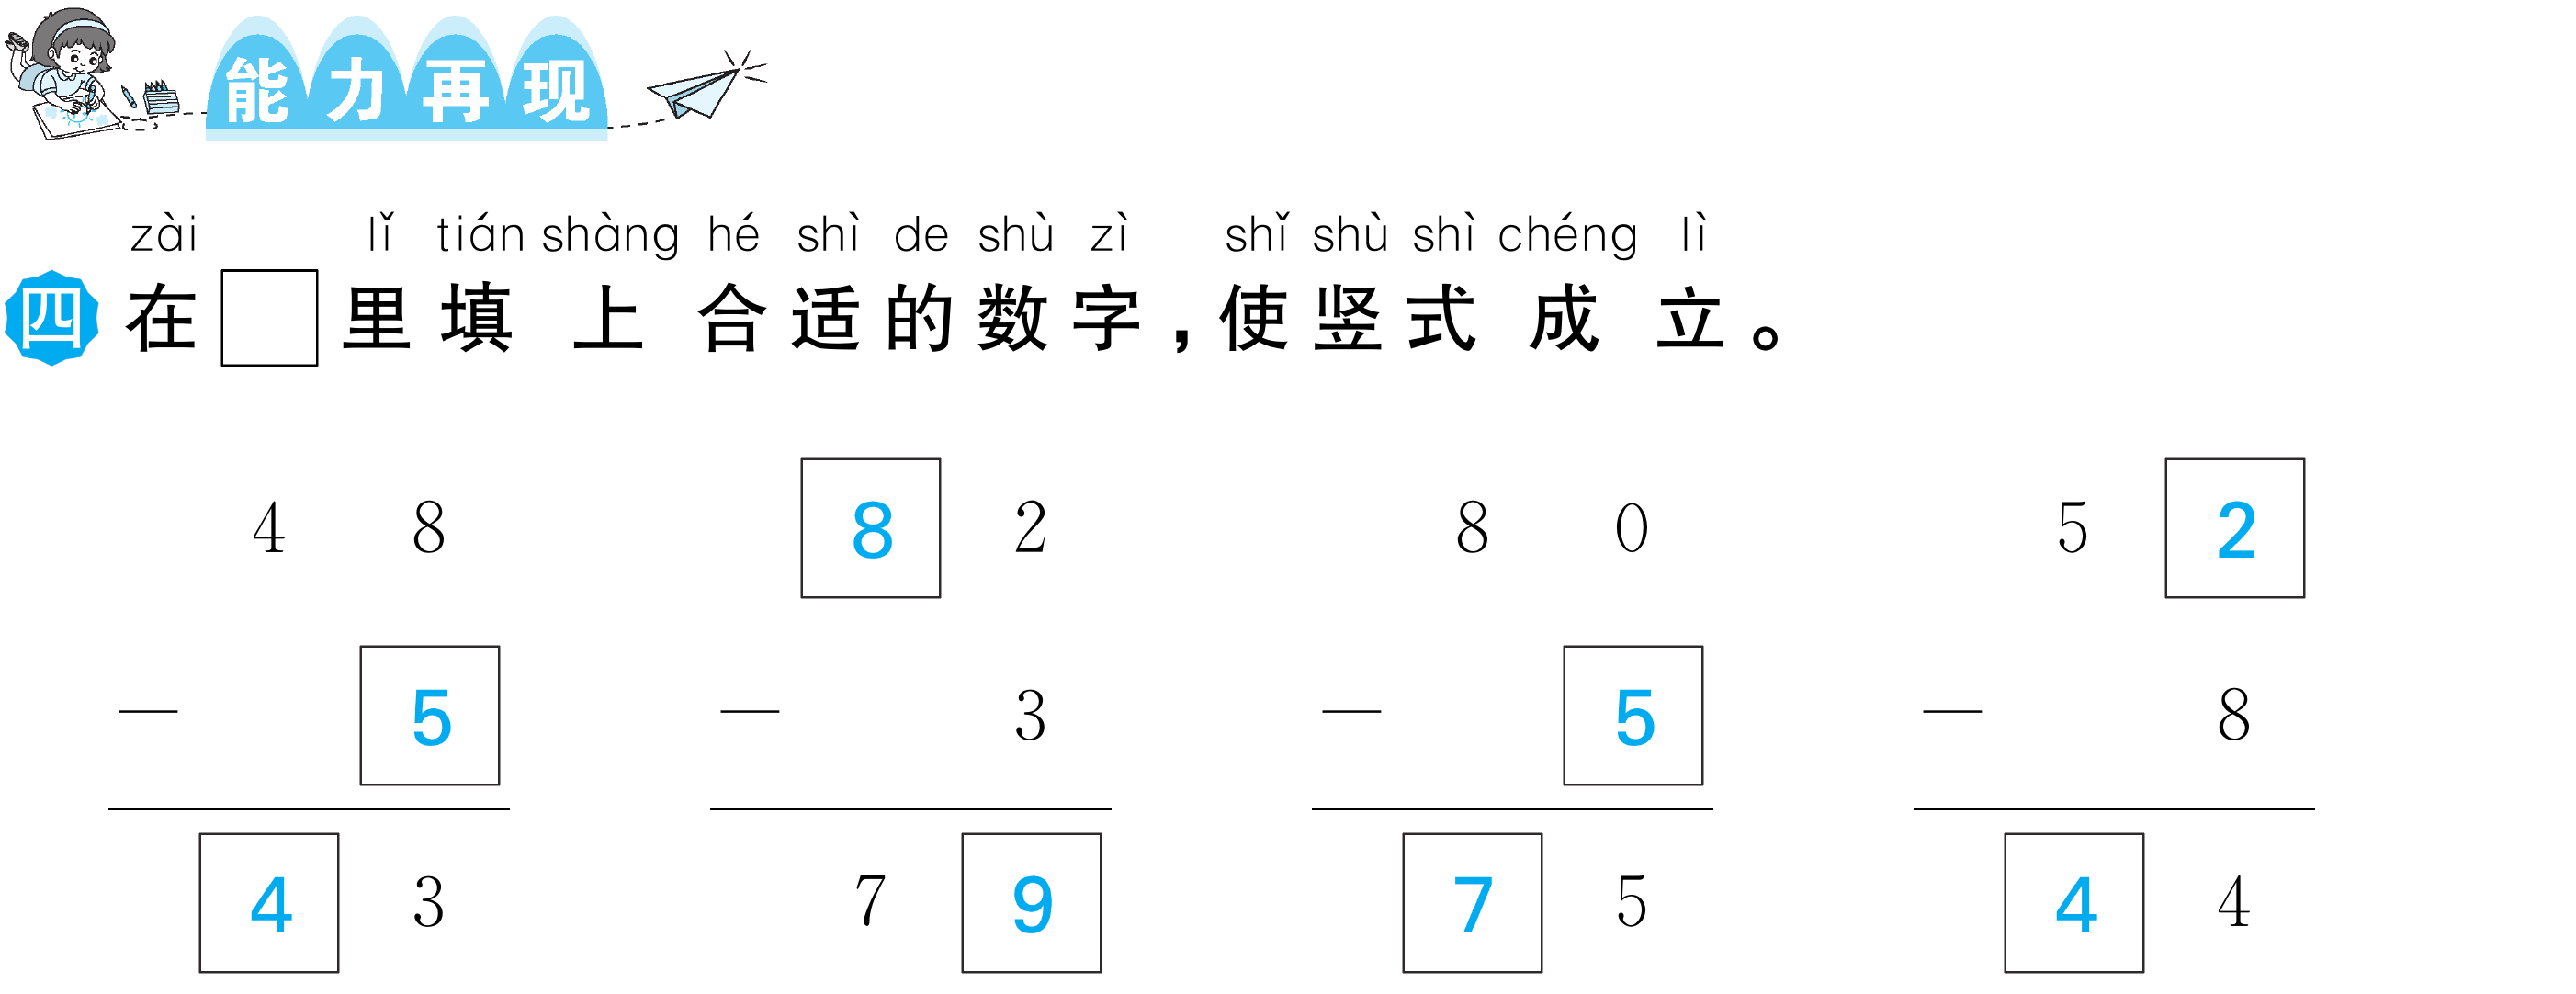 能力再现
zài lǐ tián shàng hé shì de shù zì shǐ shù shì chéng lì
四 在□里填上合适的数字,使竖式成立。
4 8 8 2 8 0 5 2
— 5 — 3 — 5 — 8
4 3 7 9 7 5 4 4